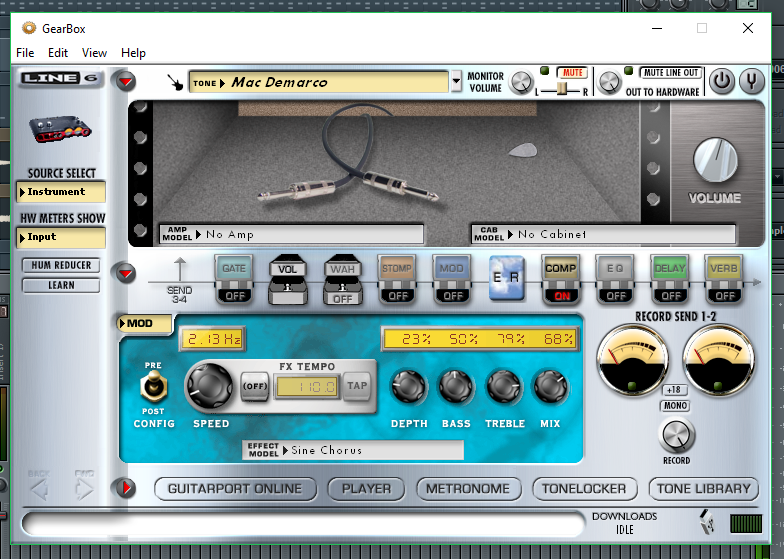 GearBox
File Edit View Help
LINE 6
TONE Mac Demarco
MONITOR VOLUME
L R
MUTE
MUTE LINE OUT
OUT TO HARDWARE
SOURCE SELECT
Instrument
HW METERS SHOW
Input
HUM REDUCER
LEARN
VOLUME
AMP MODEL No Amp
CAB MODEL No Cabinet
SEND 3-4
GATE OFF
VOL
WAH OFF
STOMP OFF
MOD OFF
E R
COMP ON
EQ OFF
DELAY OFF
VERB OFF
MOD
2.13 Hz
23% 50% 79% 68%
PRE
POST
CONFIG
SPEED
FX TEMPO
(OFF) 110.0 TAP
DEPTH BASS TREBLE MIX
EFFECT MODEL Sine Chorus
RECORD SEND 1-2
+18
MONO
RECORD
BACK FWD
GUITARPORT ONLINE PLAYER METRONOME TONELOCKER TONE LIBRARY
DOWNLOADS
IDLE